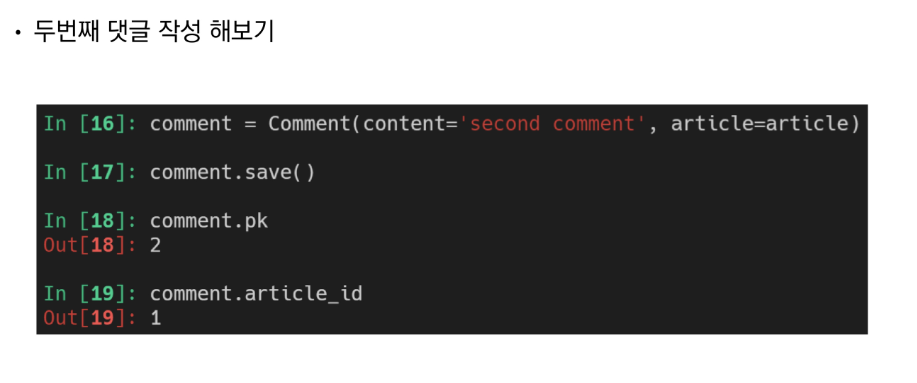 • 두번째 댓글 작성 해보기
In [16]: comment = Comment(content='second comment', article=article)
In [17]: comment.save()
In [18]: comment.pk
Out[18]: 2
In [19]: comment.article_id
Out[19]: 1